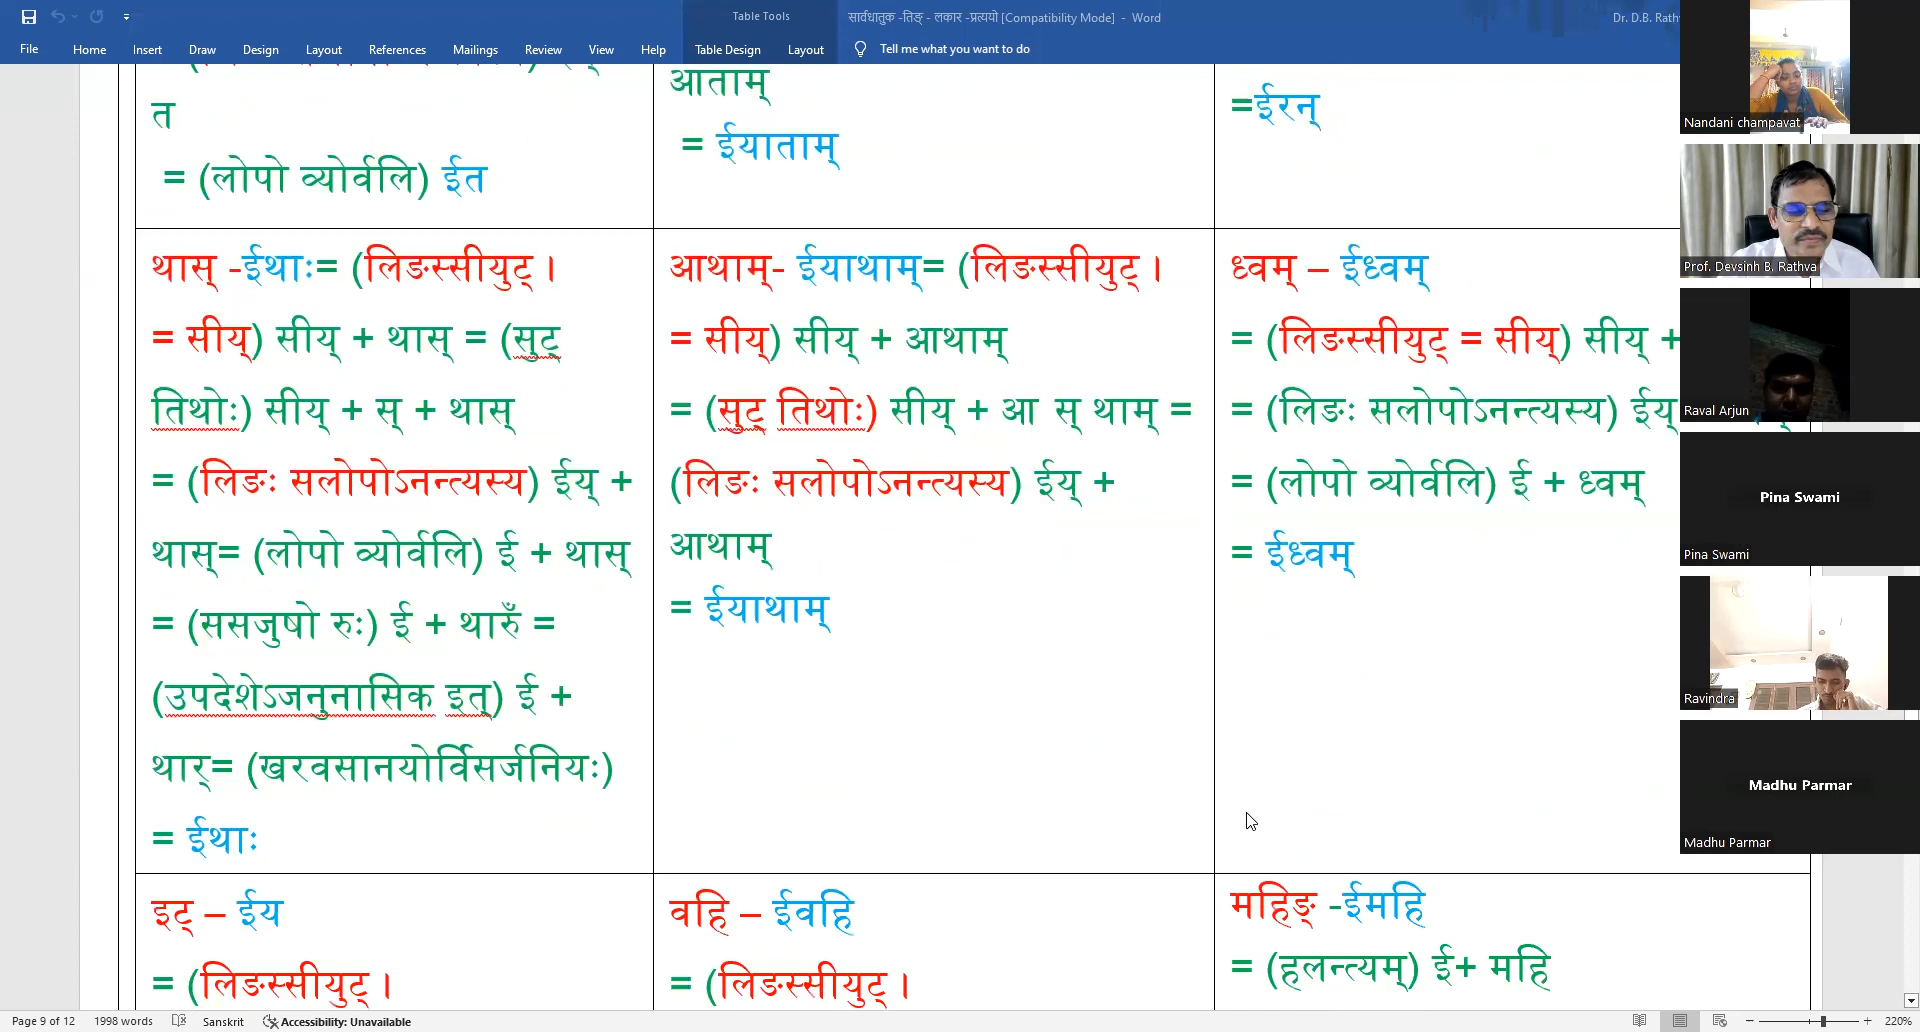 Table Tools
सार्वधातुक -तिङ् - लकार -प्रत्ययो [Compatibility Mode] - Word
Dr. D.B. Rath
File Home Insert Draw Design Layout References Mailings Review View Help Table Design Layout Tell me what you want to do
त
= (लोपो व्योर्वलि) ईत
आताम्
= ईयाताम्
=ईरन्
थास् -ईथाः= (लिङस्सीयुट् ।
= सीय्) सीय् + थास् = (सुट्
तिथोः) सीय् + स् + थास्
= (लिङः सलोपोऽनन्त्यस्य) ईय् +
थास्= (लोपो व्योर्वलि) ई + थास्
= (ससजुषो रुः) ई + थारुँ =
(उपदेशेऽजनुनासिक इत्) ई +
थार्= (खरवसानयोर्विसर्जनियः)
= ईथाः
आथाम्- ईयाथाम्= (लिङस्सीयुट् ।
= सीय्) सीय् + आथाम्
= (सुट् तिथोः) सीय् + आ स् थाम् =
(लिङः सलोपोऽनन्त्यस्य) ईय् +
आथाम्
= ईयाथाम्
ध्वम् – ईध्वम्
= (लिङस्सीयुट् = सीय्) सीय् +
= (लिङः सलोपोऽनन्त्यस्य) ईय्
= (लोपो व्योर्वलि) ई + ध्वम्
= ईध्वम्
इट् – ईय
= (लिङस्सीयुट् ।
वहि – ईवहि
= (लिङस्सीयुट् ।
महिङ् -ईमहि
= (हलन्त्यम्) ई+ महि
Nandani champavat
Prof. Devsinh B. Rathva
Raval Arjun
Pina Swami
Pina Swami
Ravindra
Madhu Parmar
Madhu Parmar
Page 9 of 12 1998 words Sanskrit Accessibility: Unavailable 220%